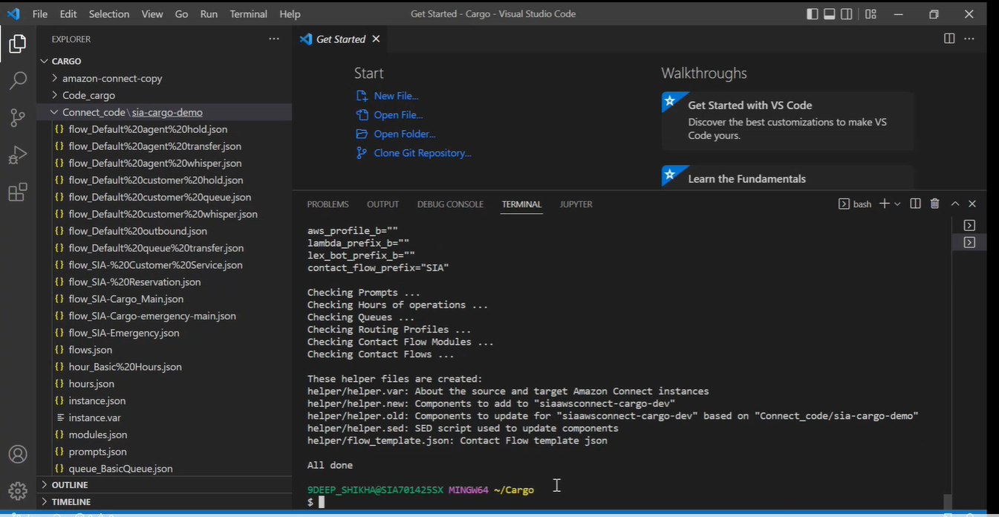 File Edit Selection View Go Run Terminal Help
Get Started - Cargo - Visual Studio Code
EXPLORER
CARGO
amazon-connect-copy
Code_cargo
Connect_code\sia-cargo-demo
flow_Default%20agent%20hold.json
flow_Default%20agent%20transfer.json
flow_Default%20agent%20whisper.json
flow_Default%20customer%20hold.json
flow_Default%20customer%20queue.json
flow_Default%20customer%20whisper.json
flow_Default%20outbound.json
flow_Default%20queue%20transfer.json
flow_SIA-%20Customer%20Service.json
flow_SIA-%20Reservation.json
flow_SIA-Cargo_Main.json
flow_SIA-Cargo-emergency-main.json
flow_SIA-Emergency.json
flows.json
hour_Basic%20Hours.json
hours.json
instance.json
instance.var
modules.json
prompts.json
queue_BasicQueue.json
OUTLINE
TIMELINE
Get Started
Start
New File...
Open File...
Open Folder...
Clone Git Repository...
Walkthroughs
Get Started with VS Code
Discover the best customizations to make VS
Code yours.
Learn the Fundamentals
PROBLEMS OUTPUT DEBUG CONSOLE TERMINAL JUPYTER
bash
aws_profile_b=""
lambda_prefix_b=""
lex_bot_prefix_b=""
contact_flow_prefix="SIA"
Checking Prompts ...
Checking Hours of operations ...
Checking Queues ...
Checking Routing Profiles ...
Checking Contact Flow Modules ...
Checking Contact Flows ...
These helper files are created:
helper/helper.var: About the source and target Amazon Connect instances
helper/helper.new: Components to add to "siaawsconnect-cargo-dev"
helper/helper.old: Components to update for "siaawsconnect-cargo-dev" based on "Connect_code/sia-cargo-demo"
helper/helper.sed: SED script used to update components
helper/flow_template.json: Contact Flow template json
All done
9DEEP_SHIKHA@SIA701425SX MINGW64 ~/Cargo
$